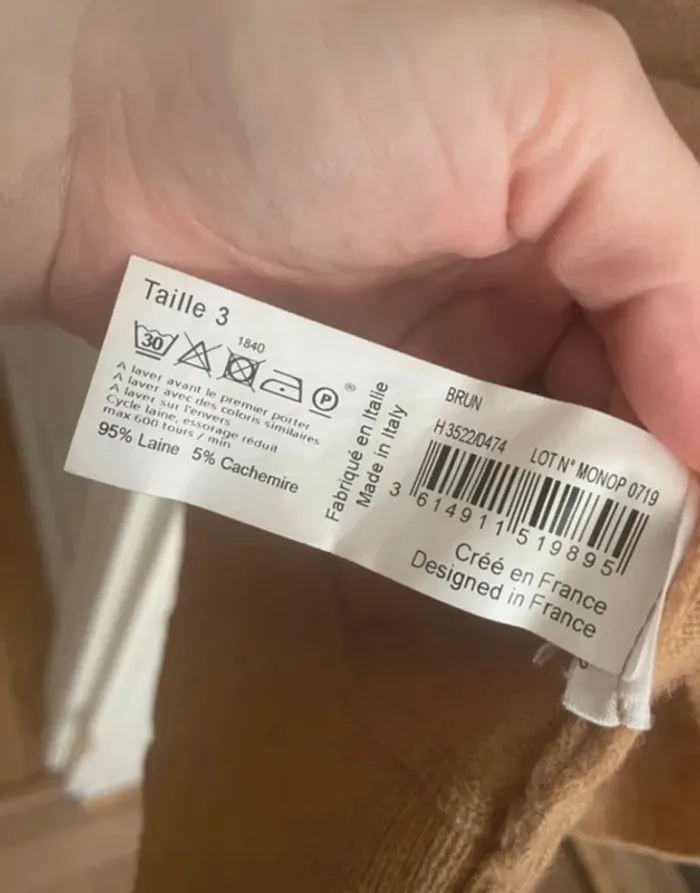 Taille 3
1840
30
P
®
A laver avant le premier porter
A laver avec des coloris similaires
A laver sur l'envers
Cycle laine, essorage réduit
max 600 tours / min
95% Laine 5% Cachemire
Fabriqué en Italie
Made in Italy
BRUN
H3522/0474 LOT N° MONOP 0719
3 614911 519895
Créé en France
Designed in France